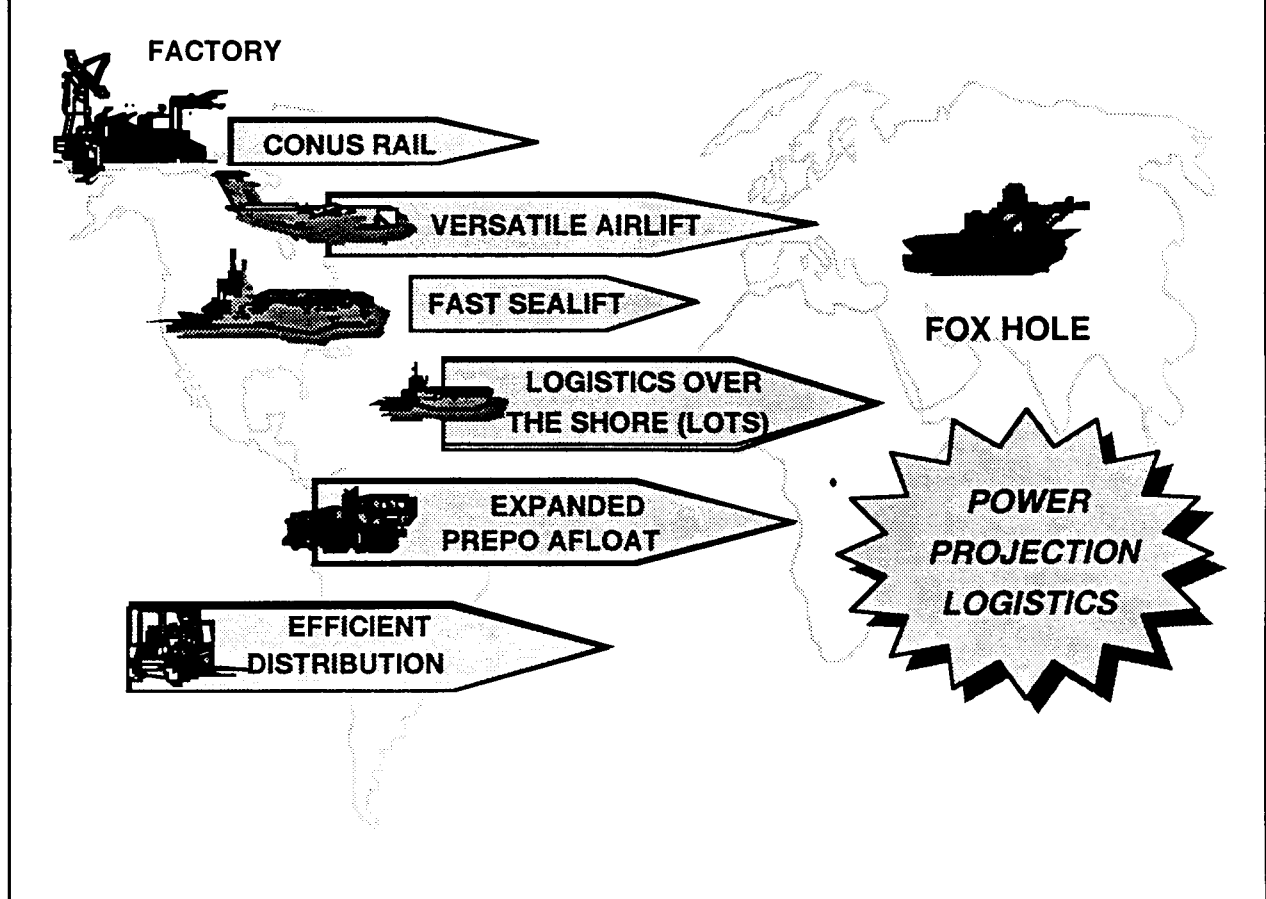 FACTORY
CONUS RAIL
VERSATILE AIRLIFT
FAST SEALIFT
FOX HOLE
LOGISTICS OVER
THE SHORE (LOTS)
EXPANDED
PREPO AFLOAT
POWER
PROJECTION
LOGISTICS
EFFICIENT
DISTRIBUTION